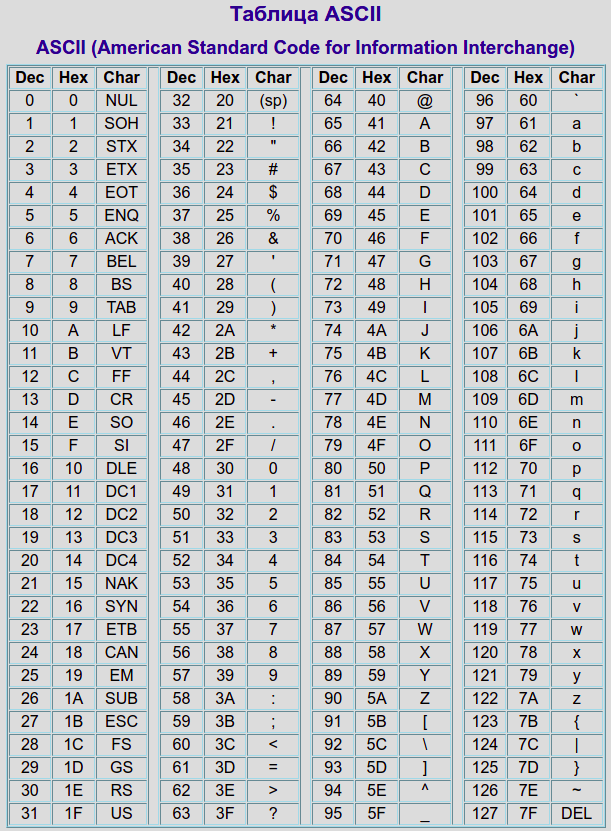 Таблица ASCII
ASCII (American Standard Code for Information Interchange)
Dec Hex Char Dec Hex Char Dec Hex Char Dec Hex Char
0 0 NUL 32 20 (sp) 64 40 @ 96 60 `
1 1 SOH 33 21 ! 65 41 A 97 61 a
2 2 STX 34 22 " 66 42 B 98 62 b
3 3 ETX 35 23 # 67 43 C 99 63 c
4 4 EOT 36 24 $ 68 44 D 100 64 d
5 5 ENQ 37 25 % 69 45 E 101 65 e
6 6 ACK 38 26 & 70 46 F 102 66 f
7 7 BEL 39 27 ' 71 47 G 103 67 g
8 8 BS 40 28 ( 72 48 H 104 68 h
9 9 TAB 41 29 ) 73 49 I 105 69 i
10 A LF 42 2A * 74 4A J 106 6A j
11 B VT 43 2B + 75 4B K 107 6B k
12 C FF 44 2C , 76 4C L 108 6C l
13 D CR 45 2D - 77 4D M 109 6D m
14 E SO 46 2E . 78 4E N 110 6E n
15 F SI 47 2F / 79 4F O 111 6F o
16 10 DLE 48 30 0 80 50 P 112 70 p
17 11 DC1 49 31 1 81 51 Q 113 71 q
18 12 DC2 50 32 2 82 52 R 114 72 r
19 13 DC3 51 33 3 83 53 S 115 73 s
20 14 DC4 52 34 4 84 54 T 116 74 t
21 15 NAK 53 35 5 85 55 U 117 75 u
22 16 SYN 54 36 6 86 56 V 118 76 v
23 17 ETB 55 37 7 87 57 W 119 77 w
24 18 CAN 56 38 8 88 58 X 120 78 x
25 19 EM 57 39 9 89 59 Y 121 79 y
26 1A SUB 58 3A : 90 5A Z 122 7A z
27 1B ESC 59 3B ; 91 5B [ 123 7B {
28 1C FS 60 3C < 92 5C \ 124 7C |
29 1D GS 61 3D = 93 5D ] 125 7D }
30 1E RS 62 3E > 94 5E ^ 126 7E ~
31 1F US 63 3F ? 95 5F _ 127 7F DEL